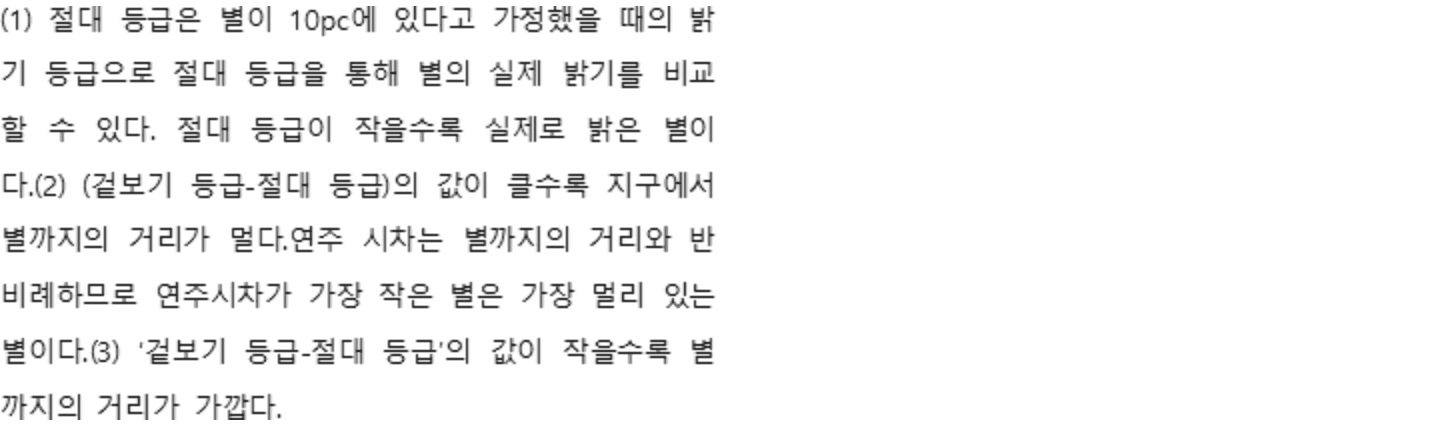 (1) 절대 등급은 별이 10pc에 있다고 가정했을 때의 밝
기 등급으로 절대 등급을 통해 별의 실제 밝기를 비교
할 수 있다. 절대 등급이 작을수록 실제로 밝은 별이
다.(2) (겉보기 등급-절대 등급)의 값이 클수록 지구에서
별까지의 거리가 멀다.연주 시차는 별까지의 거리와 반
비례하므로 연주시차가 가장 작은 별은 가장 멀리 있는
별이다.(3) ‘겉보기 등급-절대 등급’의 값이 작을수록 별
까지의 거리가 가깝다.